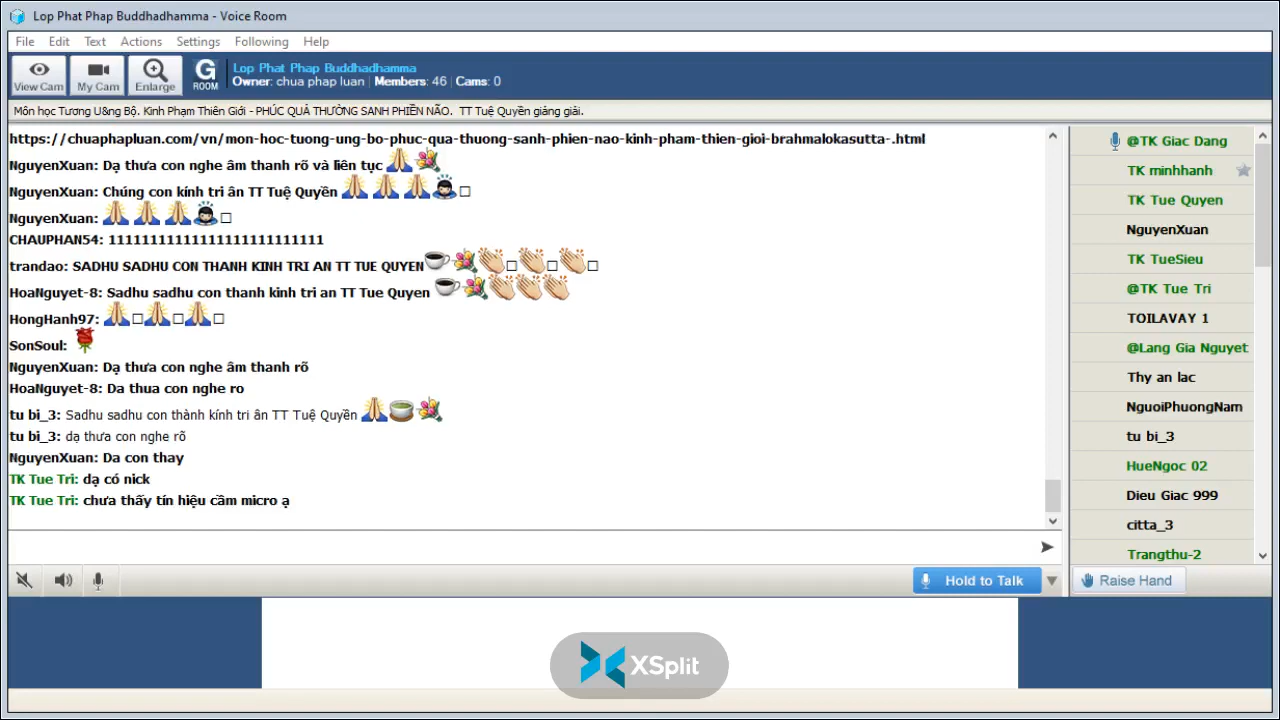 Lop Phat Phap Buddhadhamma - Voice Room
File Edit Text Actions Settings Following Help
View Cam My Cam Enlarge G ROOM
Lop Phat Phap Buddhadhamma
Owner: chua phap luan | Members: 46 | Cams: 0
Môn học Tương U&ng Bộ. Kinh Phạm Thiên Giới - PHÚC QUẢ THƯỜNG SANH PHIỀN NÃO. TT Tuệ Quyền giảng giải.
https://chuaphapluan.com/vn/mon-hoc-tuong-ung-bo-phuc-qua-thuong-sanh-phien-nao-kinh-pham-thien-gioi-brahmalokasutta-.html
NguyenXuan: Dạ thưa con nghe âm thanh rõ và liên tục 🙏💐
NguyenXuan: Chúng con kính tri ân TT Tuệ Quyền 🙏 🙏 🙏🙇□
NguyenXuan: 🙏 🙏 🙏🙇□
CHAUPHAN54: 11111111111111111111111111
trandao: SADHU SADHU CON THANH KINH TRI AN TT TUE QUYEN☕💐👏□👏□👏□
HoaNguyet-8: Sadhu sadhu con thanh kinh tri an TT Tue Quyen ☕💐👏👏👏
HongHanh97: 🙏□🙏□🙏□
SonSoul: 🌹
NguyenXuan: Dạ thưa con nghe âm thanh rõ
HoaNguyet-8: Da thua con nghe ro
tu bi_3: Sadhu sadhu con thành kính tri ân TT Tuệ Quyền 🙏🍵💐
tu bi_3: dạ thưa con nghe rõ
NguyenXuan: Da con thay
TK Tue Tri: dạ có nick
TK Tue Tri: chưa thấy tín hiệu cầm micro ạ
@TK Giac Dang
TK minhhanh
TK Tue Quyen
NguyenXuan
TK TueSieu
@TK Tue Tri
TOILAVAY 1
@Lang Gia Nguyet
Thy an lac
NguoiPhuongNam
tu bi_3
HueNgoc 02
Dieu Giac 999
citta_3
Trangthu-2
Hold to Talk
Raise Hand
XSplit